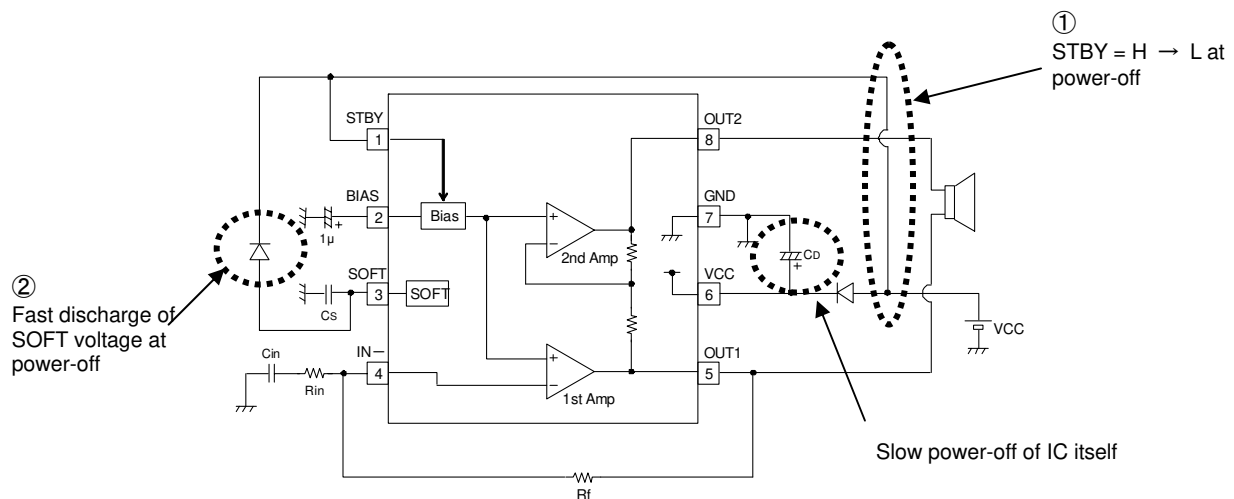 ①
STBY = H → L at
power-off
STBY
1
OUT2
8
BIAS
2
Bias
1μ
+
GND
7
+
−
2nd Amp
CD
+
②
Fast discharge of
SOFT voltage at
power-off
SOFT
3
SOFT
Cs
VCC
6
VCC
Cin
Rin
IN−
4
+
−
1st Amp
OUT1
5
Slow power-off of IC itself
Rf